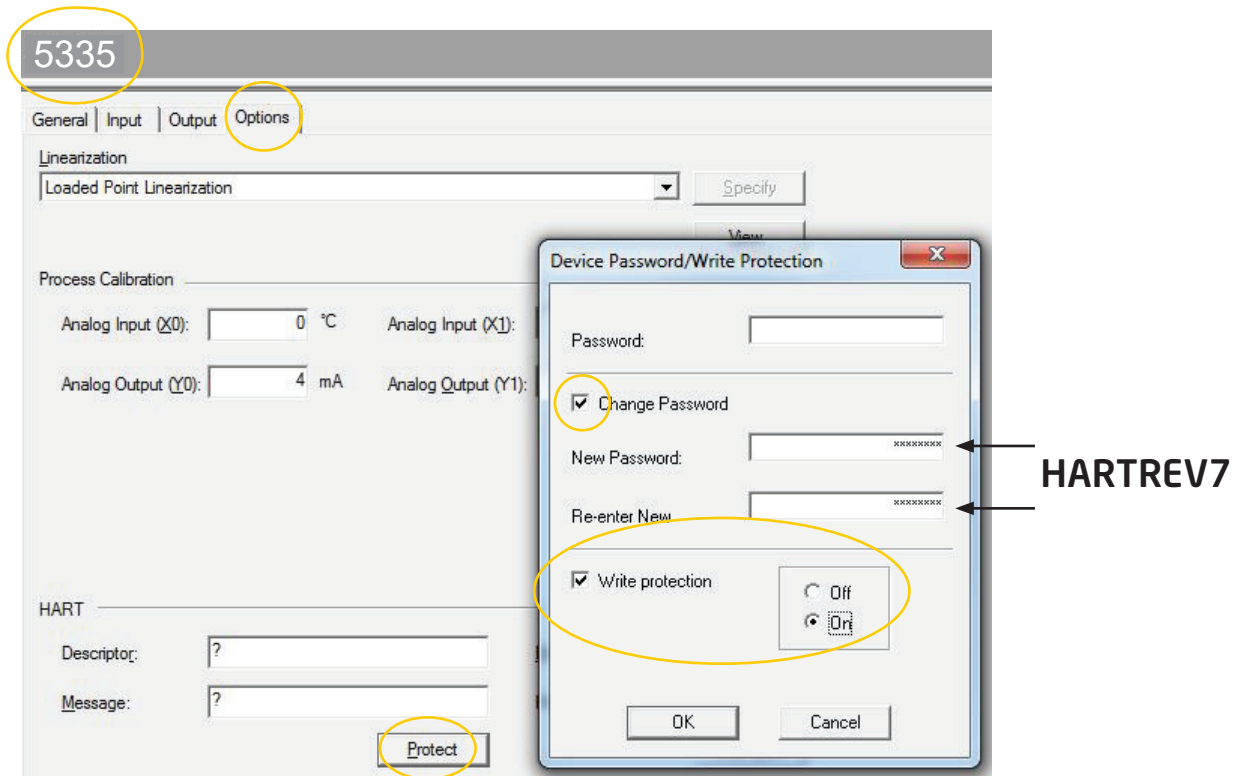 5335
General Input Output Options
Linearization
Loaded Point Linearization Specify
View
Device Password/Write Protection
Process Calibration
Analog Input (X0): 0 °C Analog Input (X1):
Analog Output (Y0): 4 mA Analog Output (Y1):
Password:
Change Password
New Password: ********
Re-enter New ********
HARTREV7
Write protection Off
On
HART
Descriptor: ?
Message: ?
Protect
OK Cancel